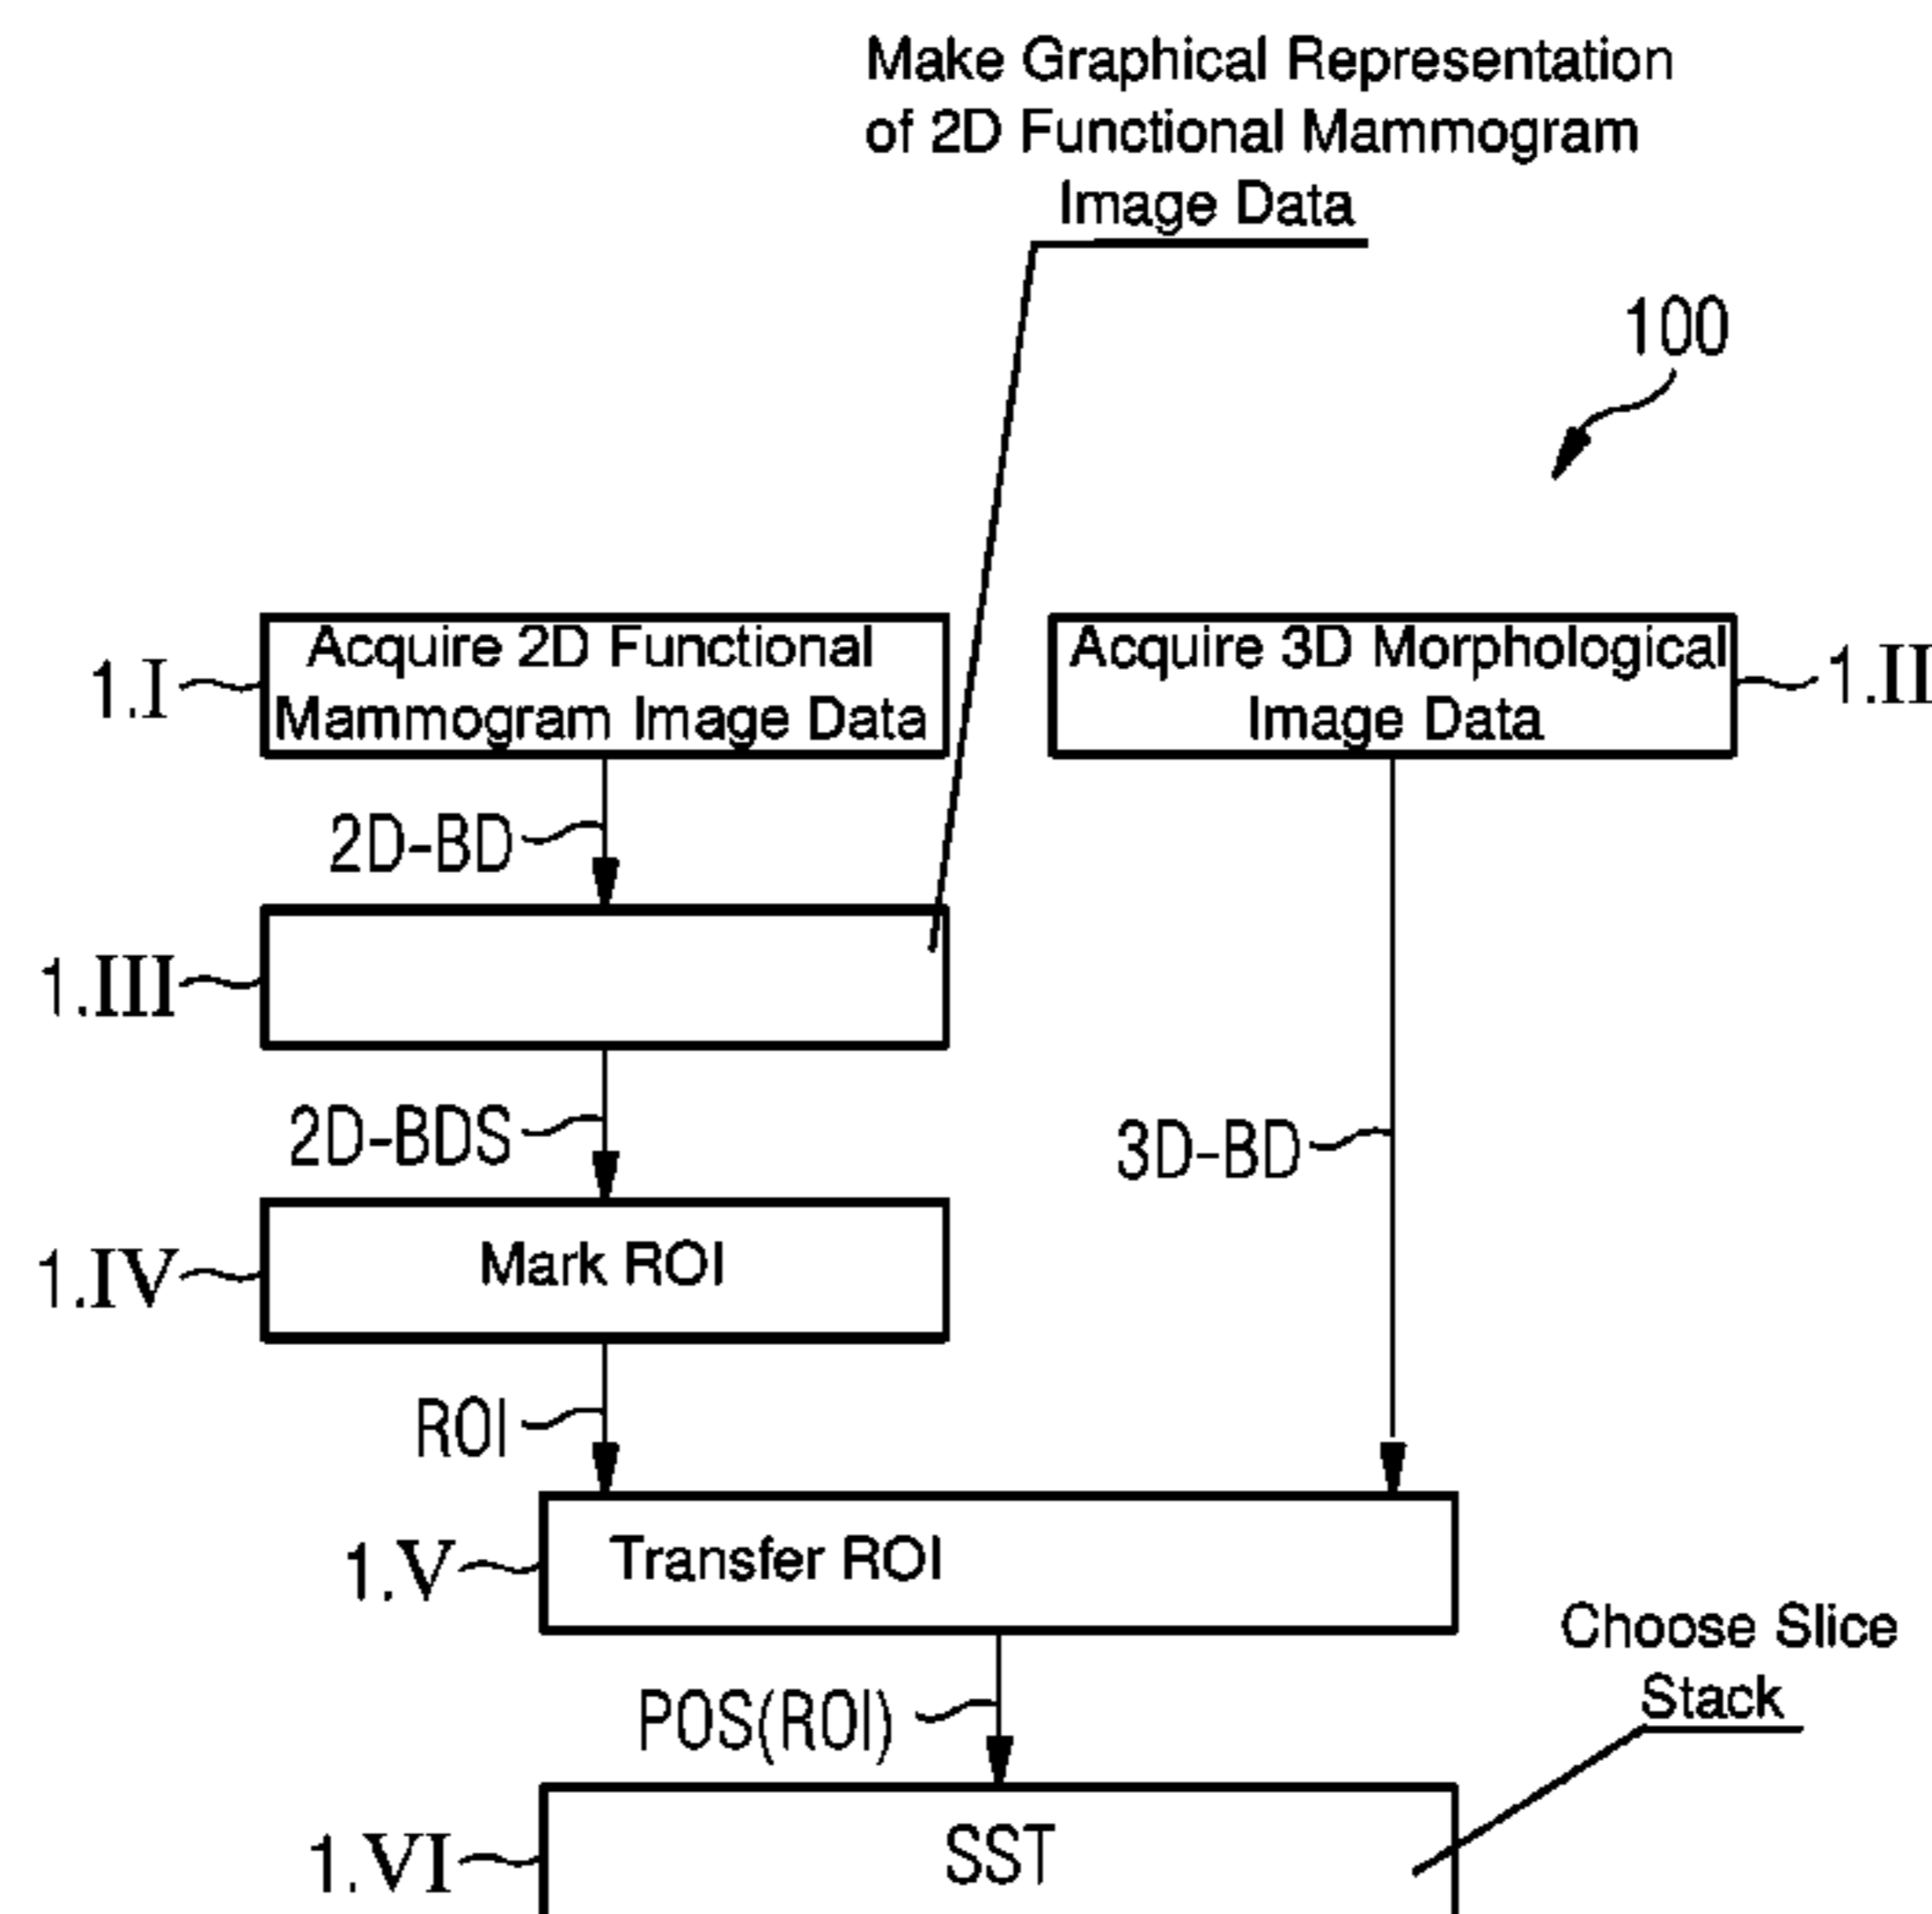 Make Graphical Representation
of 2D Functional Mammogram
Image Data
100
1.I
Acquire 2D Functional
Mammogram Image Data
Acquire 3D Morphological
Image Data
1.II
2D-BD
1.III
2D-BDS
3D-BD
1.IV
Mark ROI
ROI
1.V
Transfer ROI
Choose Slice
Stack
POS(ROI)
1.VI
SST